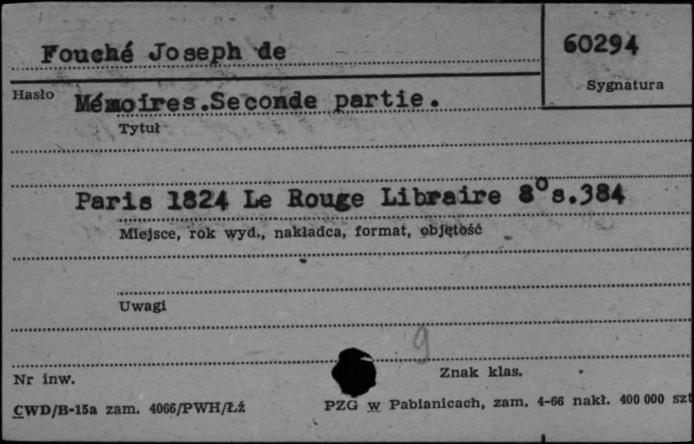 Fouché Joseph de
60294
Hasło
Sygnatura
Mémoires.Seconde partie.
Tytuł
Paris 1824 Le Rouge Libraire 8° s.384
Miejsce, rok wyd., nakładca, format, objętość
Uwagi
9
Nr inw.
Znak klas.
CWD/B-15a zam. 4066/PWH/Łź
PZG w Pabianicach, zam. 4-66 nakł. 400 000 szt